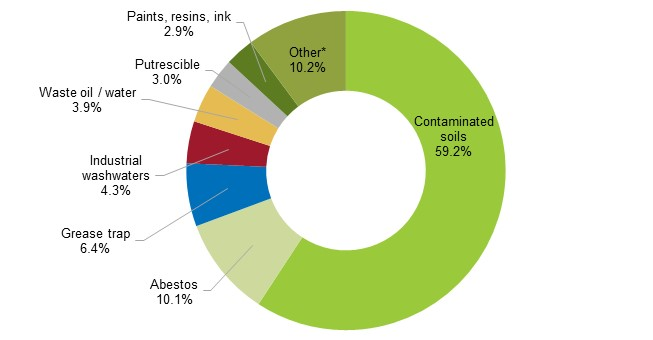 Paints, resins, ink
2.9%
Other*
10.2%
Putrescible
3.0%
Waste oil / water
3.9%
Contaminated
soils
59.2%
Industrial
washwaters
4.3%
Grease trap
6.4%
Abestos
10.1%